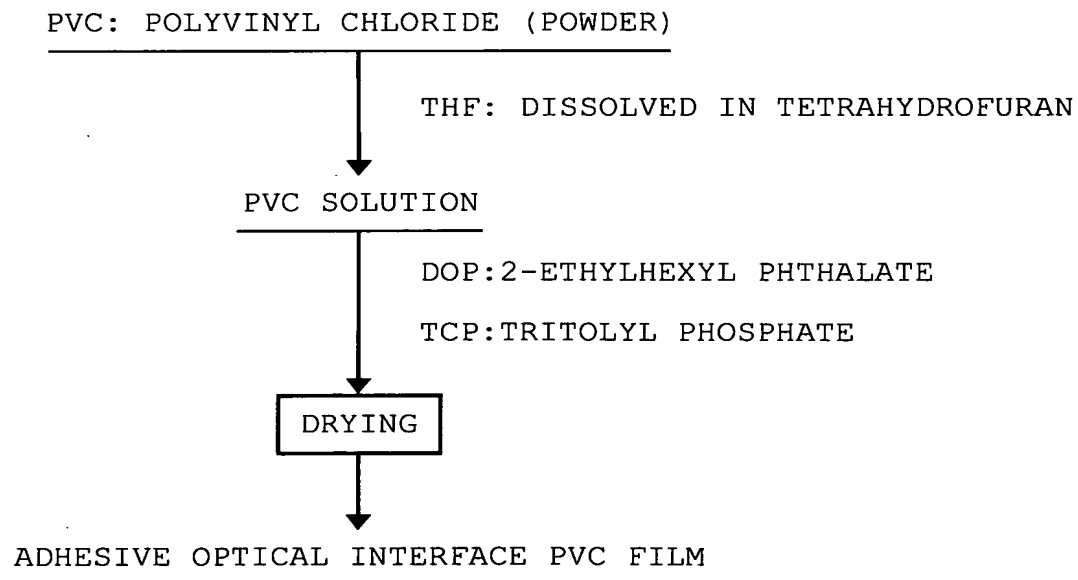 PVC: POLYVINYL CHLORIDE (POWDER)
THF: DISSOLVED IN TETRAHYDROFURAN
PVC SOLUTION
DOP:2-ETHYLHEXYL PHTHALATE
TCP:TRITOLYL PHOSPHATE
DRYING
ADHESIVE OPTICAL INTERFACE PVC FILM